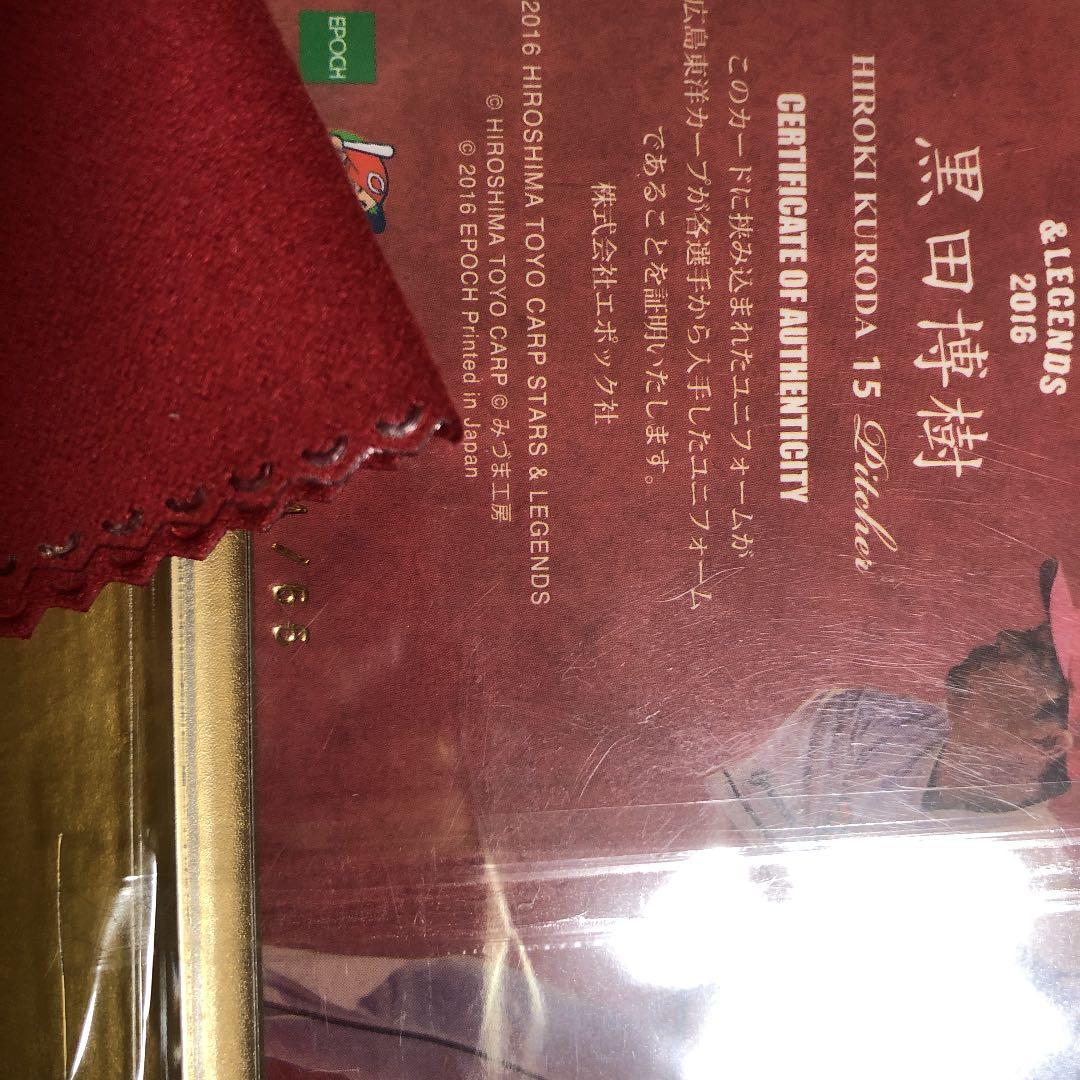 &LEGENDS
2016
黒田博樹
HIROKI KURODA 15 Pitcher
CERTIFICATE OF AUTHENTICITY
このカードに挟み込まれたユニフォームが
広島東洋カープが各選手から入手したユニフォーム
であることを証明いたします。
株式会社エポック社
2016 HIROSHIMA TOYO CARP STARS & LEGENDS
© HIROSHIMA TOYO CARP © みづま工房
© 2016 EPOCH Printed in Japan
EPOCH
C
/65